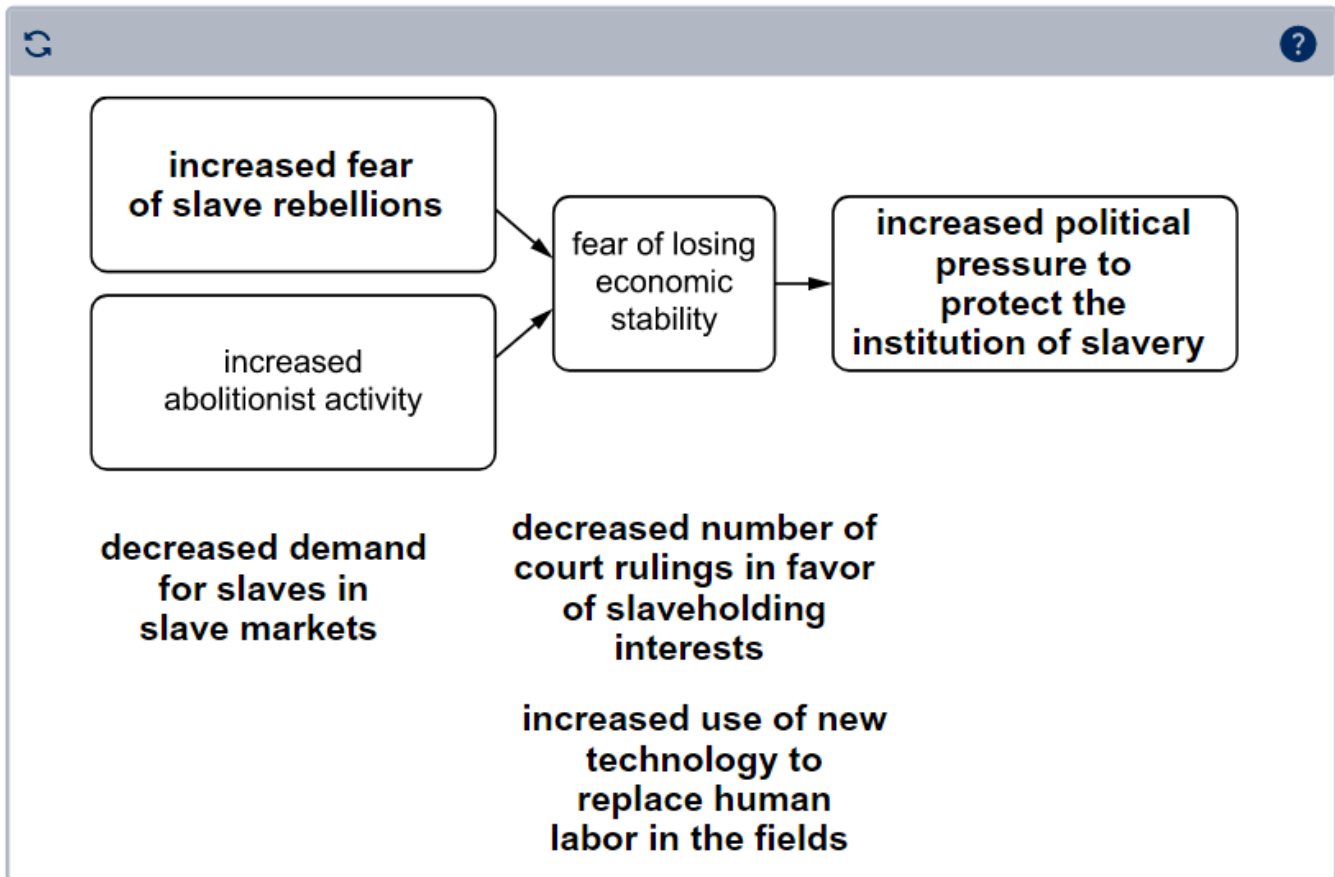 ?
increased fear
of slave rebellions
increased
abolitionist activity
fear of losing
economic
stability
increased political
pressure to
protect the
institution of slavery
decreased demand
for slaves in
slave markets
decreased number of
court rulings in favor
of slaveholding
interests
increased use of new
technology to
replace human
labor in the fields